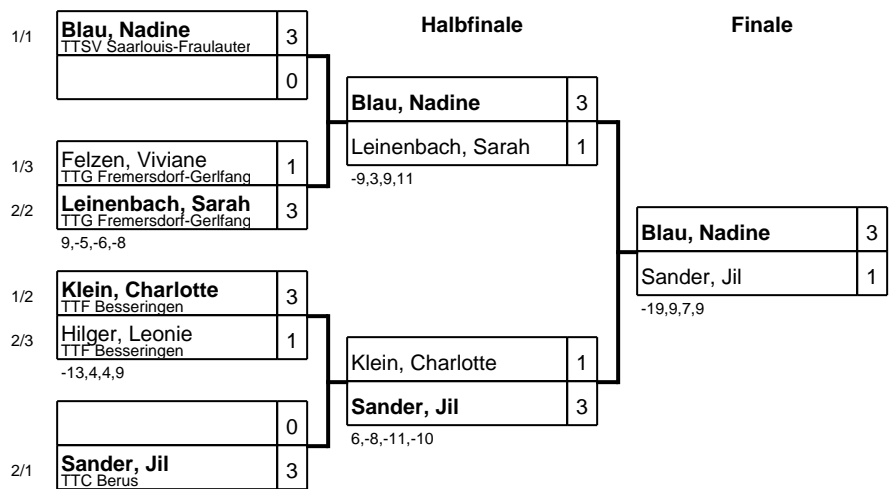 Halbfinale
Finale
1/1 Blau, Nadine 3
TTSV Saarlouis-Fraulauter
0
1/3 Felzen, Viviane 1
TTG Fremersdorf-Gerlfang
2/2 Leinenbach, Sarah 3
TTG Fremersdorf-Gerlfang
9,-5,-6,-8
1/2 Klein, Charlotte 3
TTF Besseringen
2/3 Hilger, Leonie 1
TTF Besseringen
-13,4,4,9
0
2/1 Sander, Jil 3
TTC Berus
Blau, Nadine 3
Leinenbach, Sarah 1
-9,3,9,11
Klein, Charlotte 1
Sander, Jil 3
6,-8,-11,-10
Blau, Nadine 3
Sander, Jil 1
-19,9,7,9